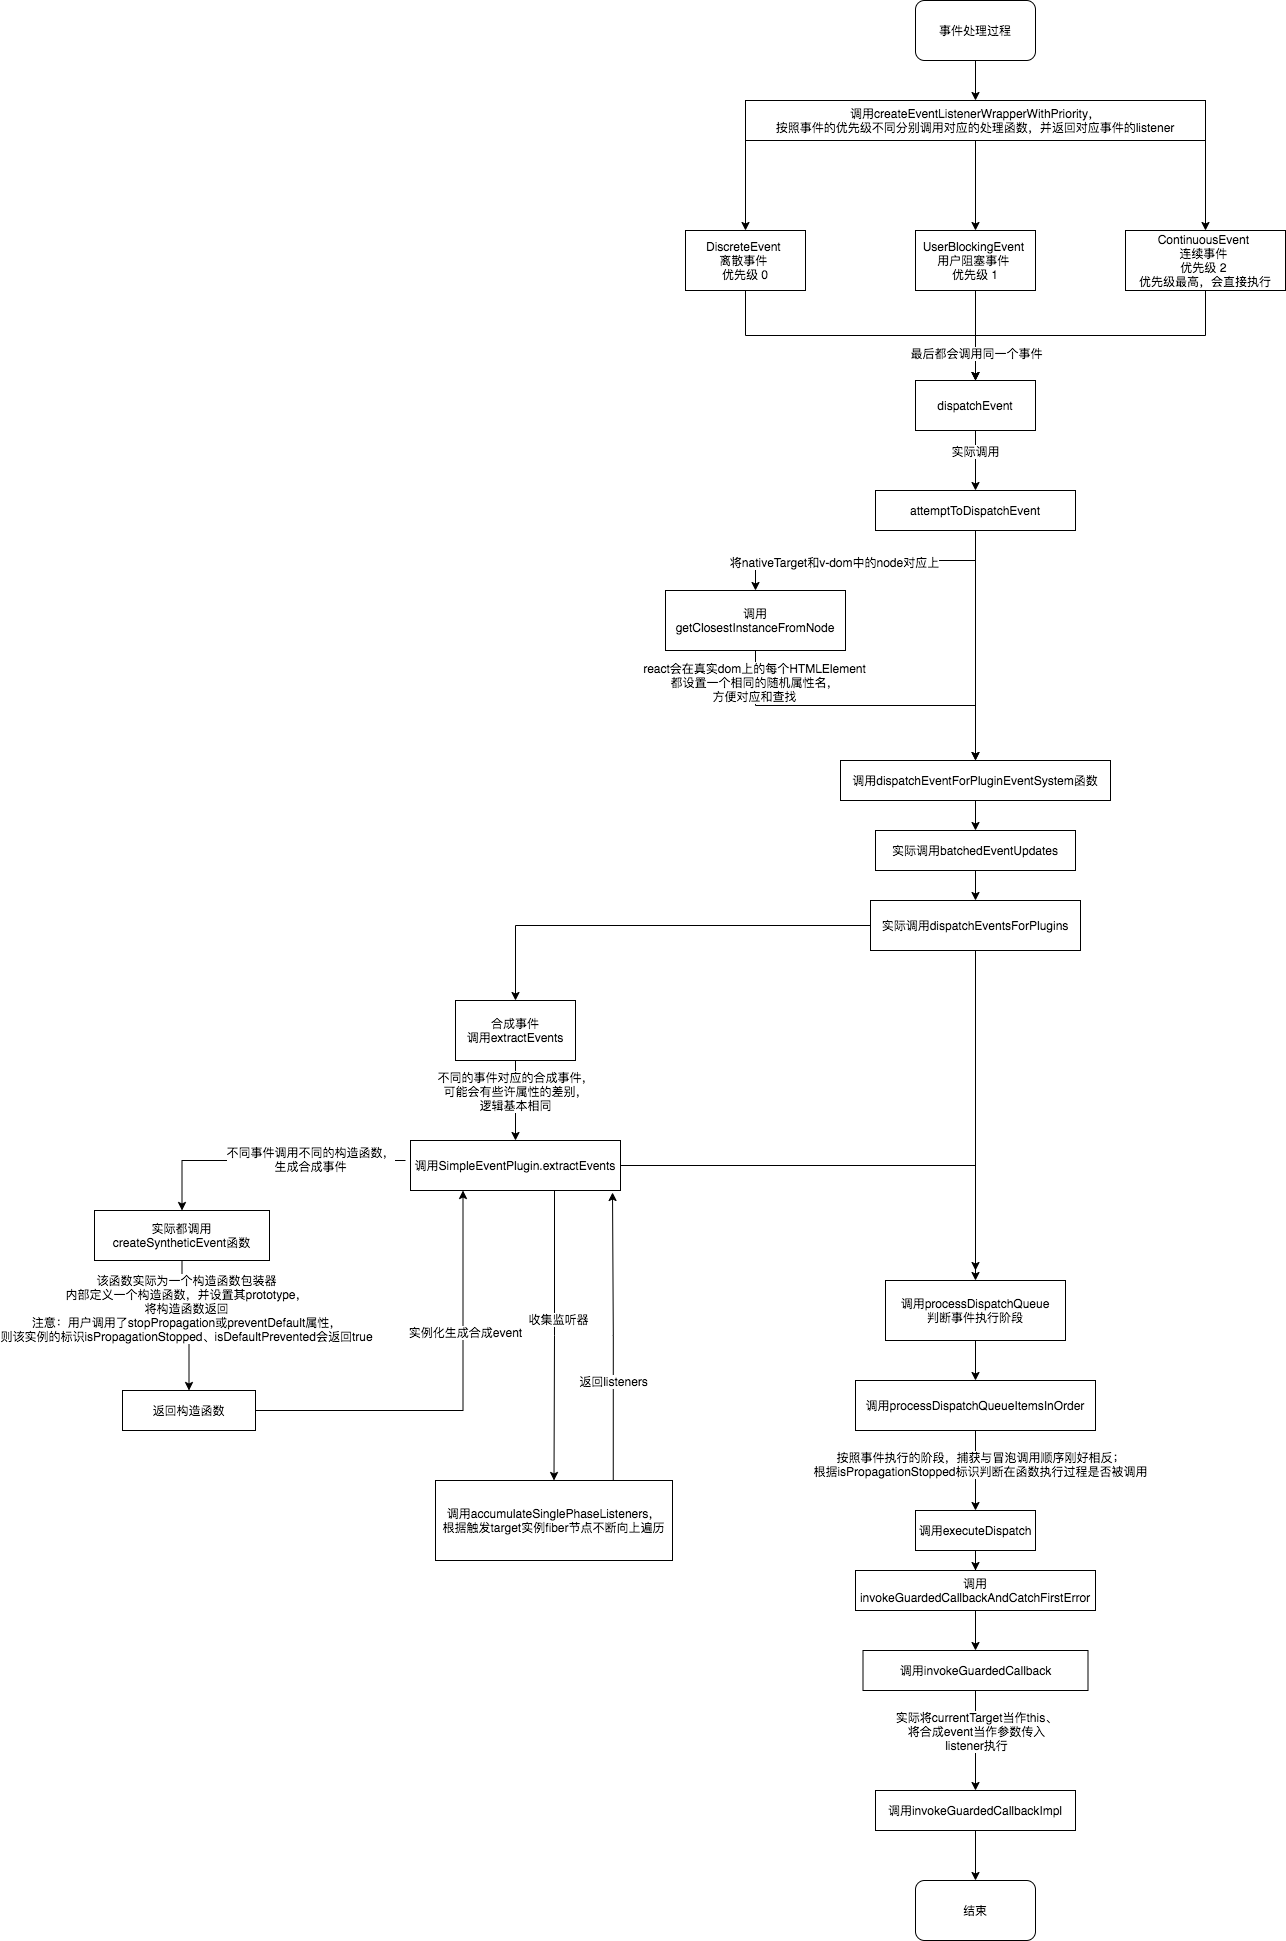 事件处理过程
调用createEventListenerWrapperWithPriority，
按照事件的优先级不同分别调用对应的处理函数，并返回对应事件的listener
DiscreteEvent
离散事件
优先级 0
UserBlockingEvent
用户阻塞事件
优先级 1
ContinuousEvent
连续事件
优先级 2
优先级最高，会直接执行
最后都会调用同一个事件
dispatchEvent
实际调用
attemptToDispatchEvent
将nativeTarget和v-dom中的node对应上
调用
getClosestInstanceFromNode
react会在真实dom上的每个HTMLElement
都设置一个相同的随机属性名，
方便对应和查找
调用dispatchEventForPluginEventSystem函数
实际调用batchedEventUpdates
实际调用dispatchEventsForPlugins
合成事件
调用extractEvents
不同的事件对应的合成事件，
可能会有些许属性的差别，
逻辑基本相同
调用SimpleEventPlugin.extractEvents
不同事件调用不同的构造函数，
生成合成事件
实际都调用
createSyntheticEvent函数
该函数实际为一个构造函数包装器
内部定义一个构造函数，并设置其prototype，
将构造函数返回
注意：用户调用了stopPropagation或preventDefault属性，
则该实例的标识isPropagationStopped、isDefaultPrevented会返回true
返回构造函数
实例化生成合成event
收集监听器
返回listeners
调用accumulateSinglePhaseListeners，
根据触发target实例fiber节点不断向上遍历
调用processDispatchQueue
判断事件执行阶段
调用processDispatchQueueItemsInOrder
按照事件执行的阶段，捕获与冒泡调用顺序刚好相反；
根据isPropagationStopped标识判断在函数执行过程是否被调用
调用executeDispatch
调用
invokeGuardedCallbackAndCatchFirstError
调用invokeGuardedCallback
实际将currentTarget当作this、
将合成event当作参数传入
listener执行
调用invokeGuardedCallbackImpl
结束